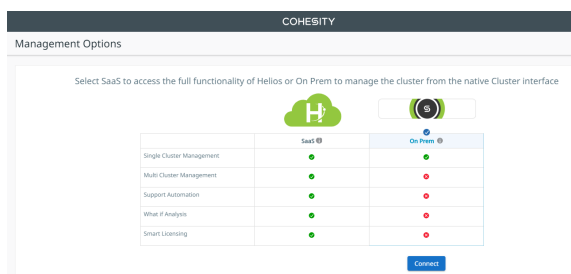 COHESITY
Management Options
Select SaaS to access the full functionality of Helios or On Prem to manage the cluster from the native Cluster interface
H
S
SaaS
On Prem
Single Cluster Management
Multi Cluster Management
Support Automation
What If Analysis
Smart Licensing
Connect